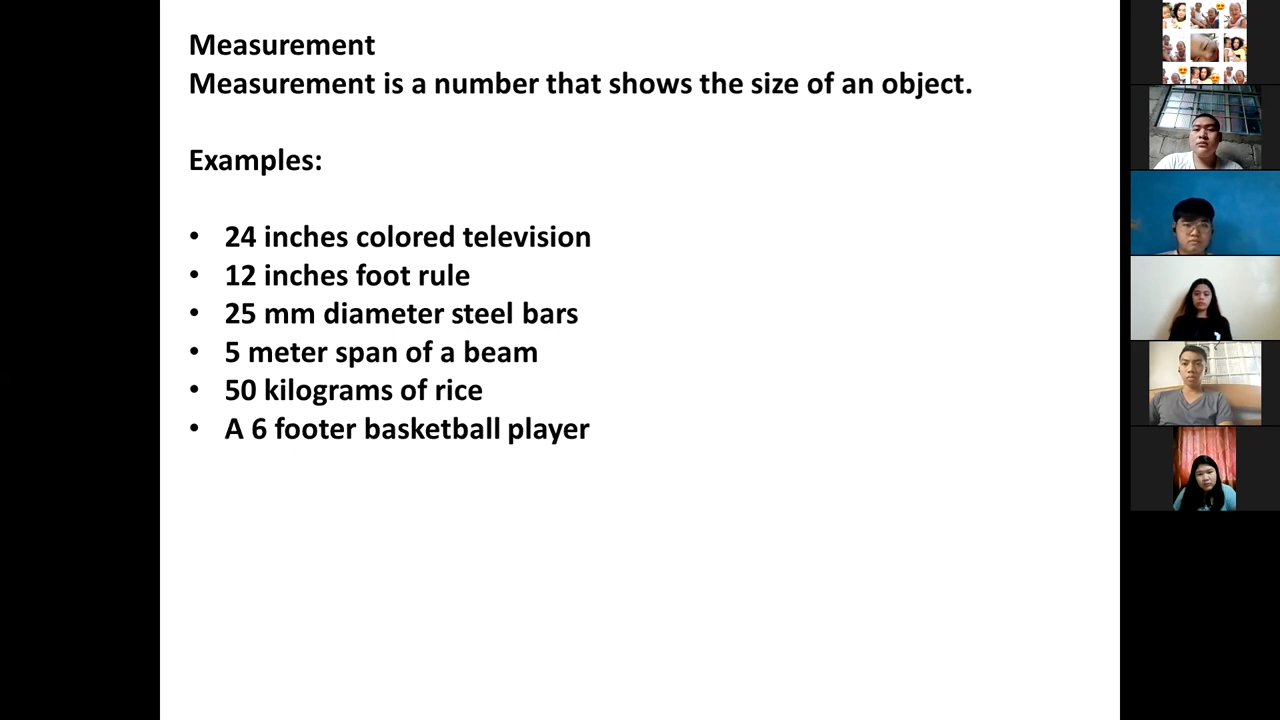 Measurement
Measurement is a number that shows the size of an object.
Examples:
• 24 inches colored television
• 12 inches foot rule
• 25 mm diameter steel bars
• 5 meter span of a beam
• 50 kilograms of rice
• A 6 footer basketball player